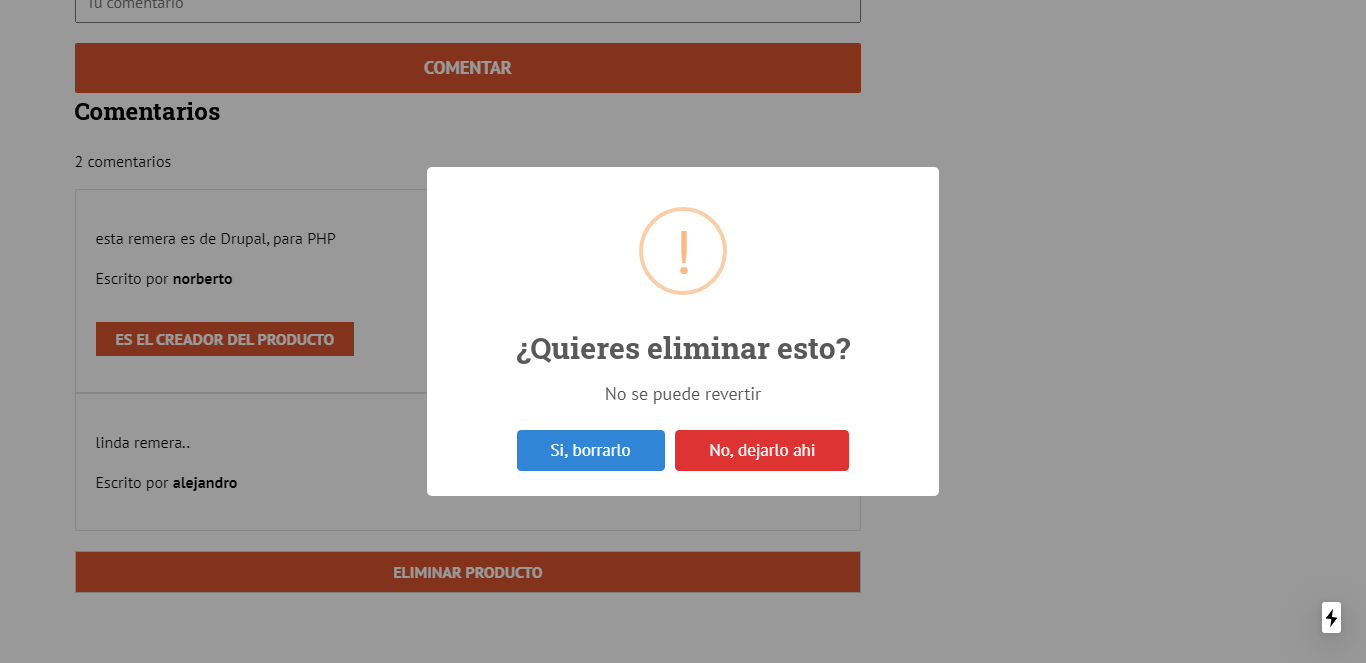 Tu comentario
COMENTAR
Comentarios
2 comentarios
esta remera es de Drupal, para PHP
Escrito por norberto
ES EL CREADOR DEL PRODUCTO
linda remera..
Escrito por alejandro
ELIMINAR PRODUCTO
!
¿Quieres eliminar esto?
No se puede revertir
Si, borrarlo
No, dejarlo ahi